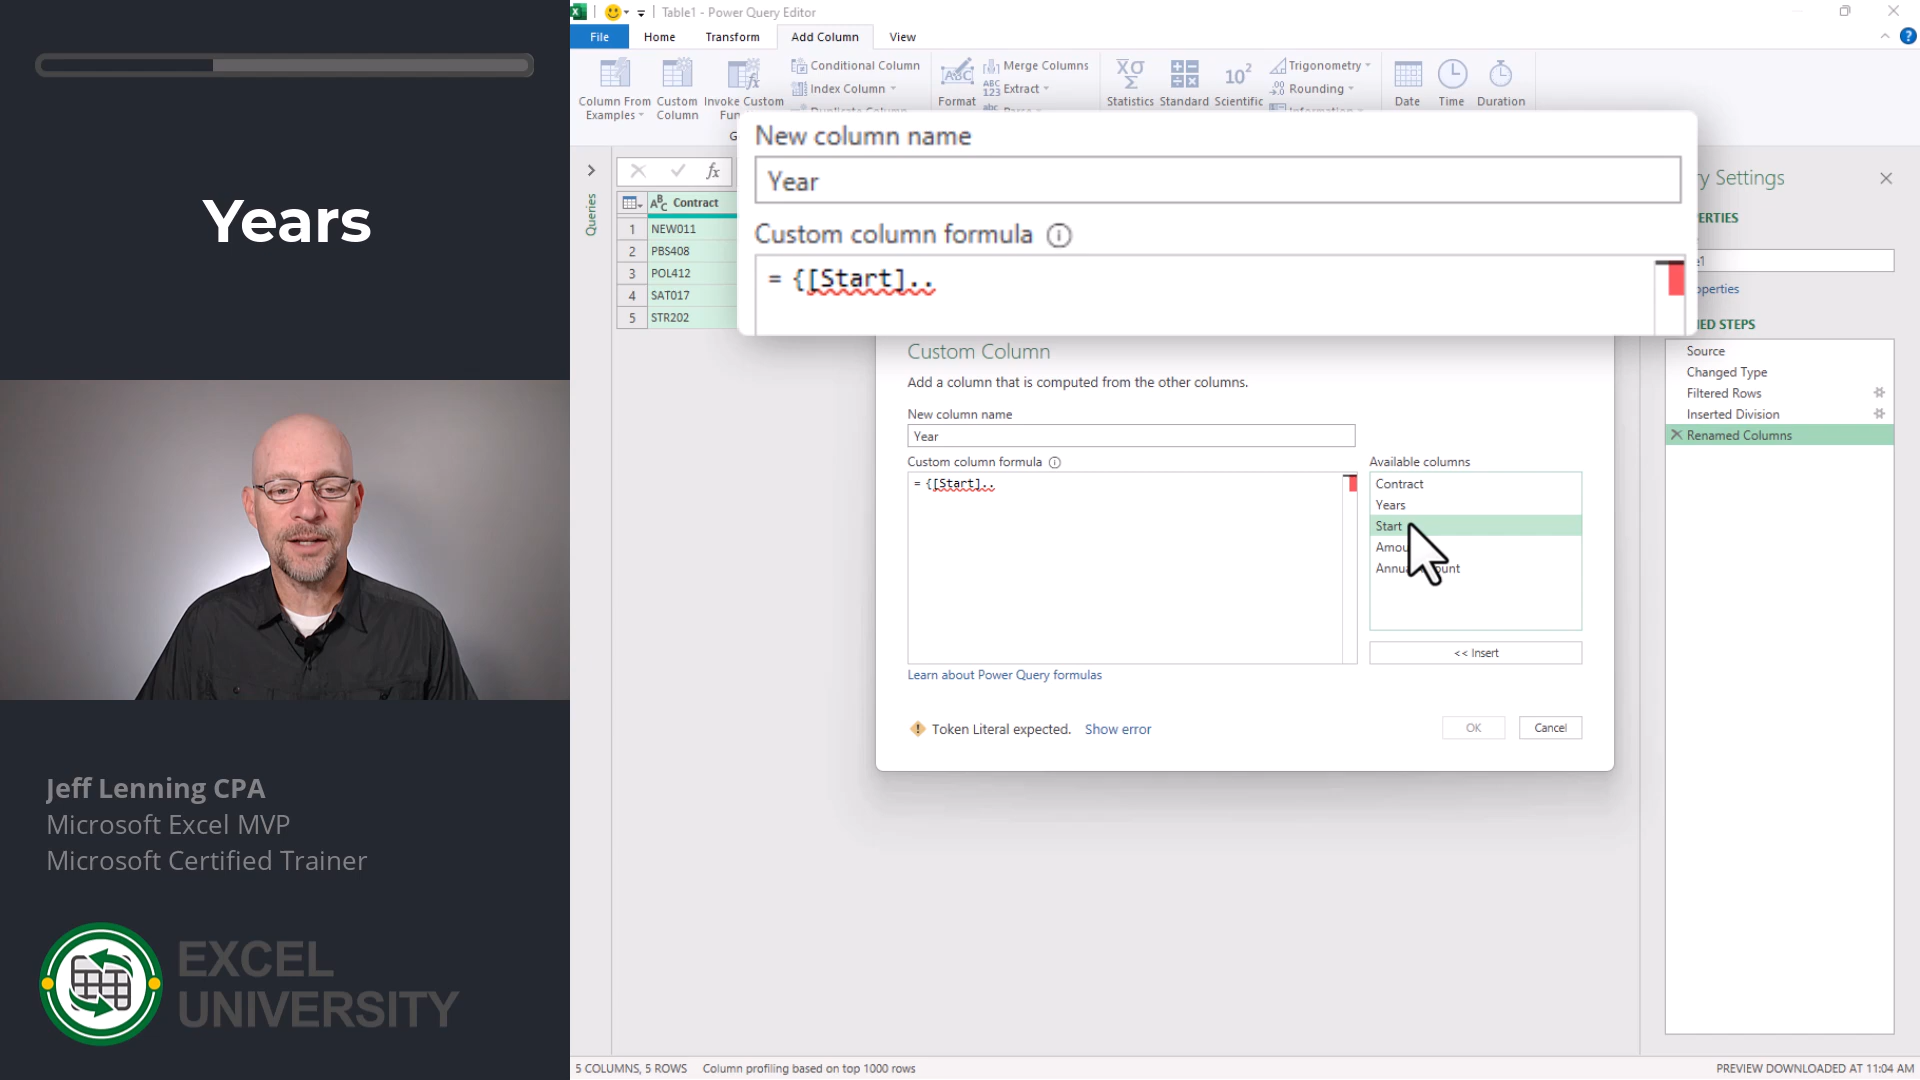 Years
Jeff Lenning CPA
Microsoft Excel MVP
Microsoft Certified Trainer
EXCEL
UNIVERSITY
Table1 - Power Query Editor
File Home Transform Add Column View
Column From
Examples
Custom
Column
Invoke Custom
Conditional Column
Index Column
Format
Merge Columns
Extract
Statistics
Standard
Scientific
Trigonometry
Rounding
Date
Time
Duration
New column name
Year
Custom column formula
= {[Start]..
Queries
fx
Contract
1 NEW011
2 PBS408
3 POL412
4 SAT017
5 STR202
Custom Column
Add a column that is computed from the other columns.
New column name
Year
Custom column formula
= {[Start]..
Available columns
Contract
Years
Start
<< Insert
Learn about Power Query formulas
Token Literal expected. Show error
OK
Cancel
Settings
Source
Changed Type
Filtered Rows
Inserted Division
Renamed Columns
5 COLUMNS, 5 ROWS Column profiling based on top 1000 rows
PREVIEW DOWNLOADED AT 11:04 AM